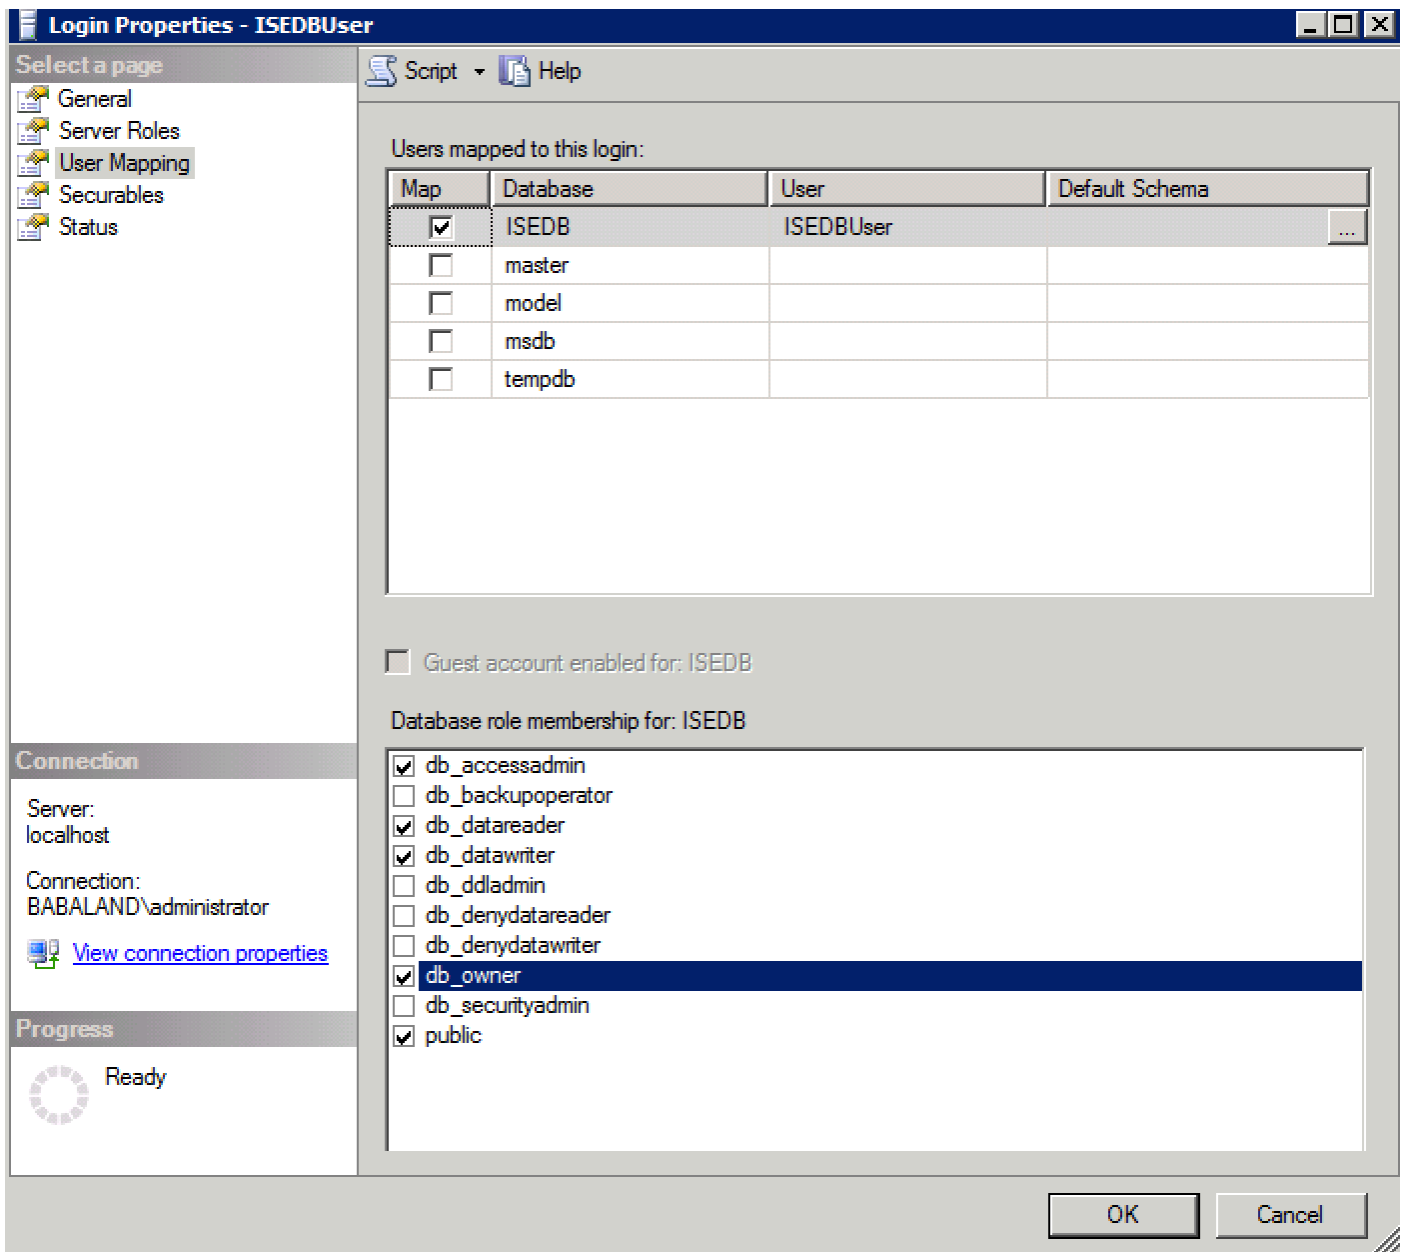 Login Properties - ISEDBUser
Select a page
General
Server Roles
User Mapping
Securables
Status
Script
Help
Users mapped to this login:
Map Database User Default Schema
ISEDB ISEDBUser ...
master
model
msdb
tempdb
Guest account enabled for: ISEDB
Database role membership for: ISEDB
db_accessadmin
db_backupoperator
db_datareader
db_datawriter
db_ddladmin
db_denydatareader
db_denydatawriter
db_owner
db_securityadmin
public
Connection
Server:
localhost
Connection:
BABALAND\administrator
View connection properties
Progress
Ready
OK
Cancel